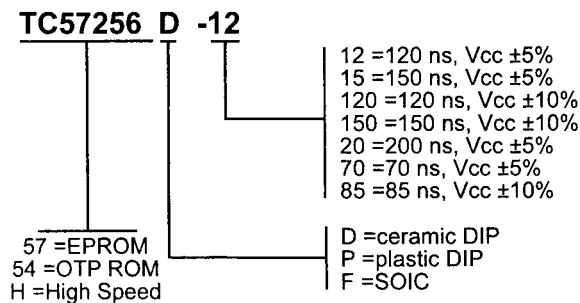 TC57256 D -12
12 =120 ns, Vcc ±5%
15 =150 ns, Vcc ±5%
120 =120 ns, Vcc ±10%
150 =150 ns, Vcc ±10%
20 =200 ns, Vcc ±5%
70 =70 ns, Vcc ±5%
85 =85 ns, Vcc ±10%
57 =EPROM
54 =OTP ROM
H =High Speed
D =ceramic DIP
P =plastic DIP
F =SOIC